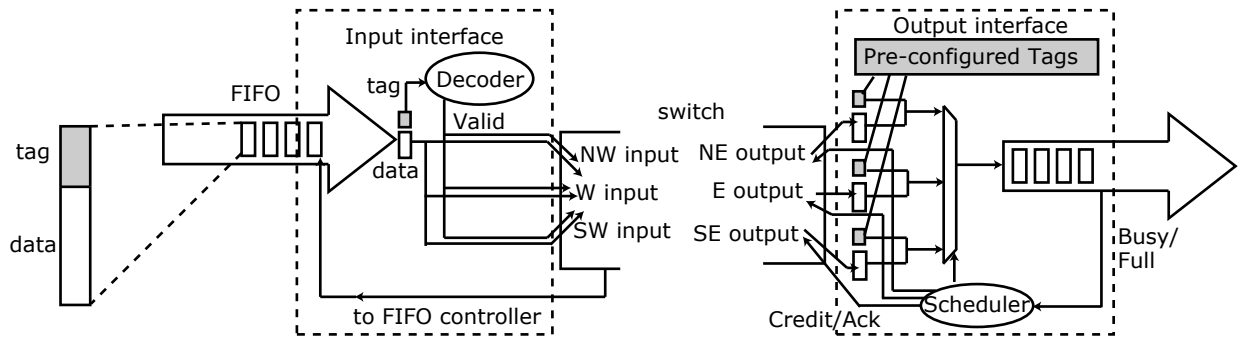 Input interface
Output interface
Pre-configured Tags
tag
Decoder
FIFO
Valid
switch
tag
data
NW input
NE output
W input
E output
data
SW input
SE output
Busy/
Full
Scheduler
to FIFO controller
Credit/Ack